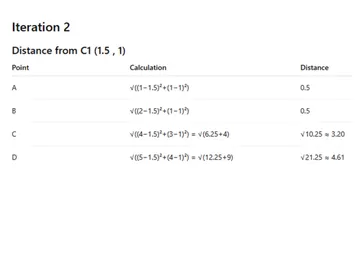 Iteration 2
Distance from C1 (1.5 , 1)
Point Calculation Distance
A √((1−1.5)²+(1−1)²) 0.5
B √((2−1.5)²+(1−1)²) 0.5
C √((4−1.5)²+(3−1)²) = √(6.25+4) √10.25 ≈ 3.20
D √((5−1.5)²+(4−1)²) = √(12.25+9) √21.25 ≈ 4.61